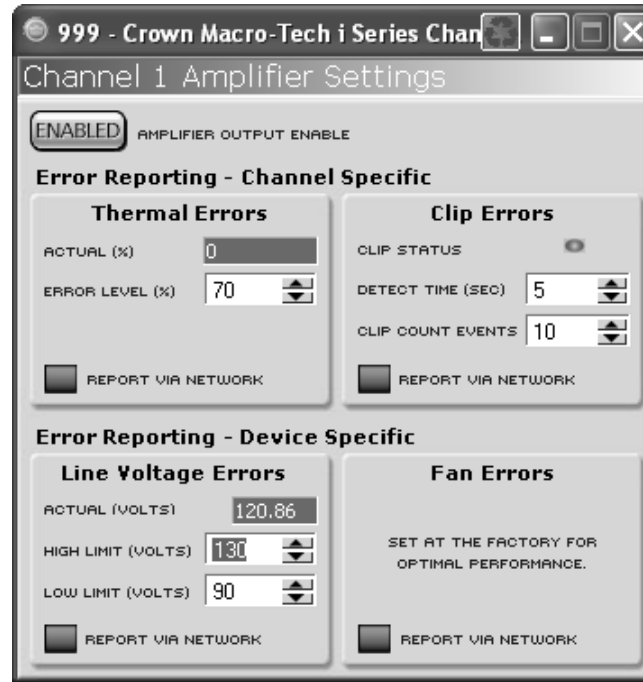 999 - Crown Macro-Tech i Series Chan
Channel 1 Amplifier Settings
ENABLED AMPLIFIER OUTPUT ENABLE
Error Reporting - Channel Specific
Thermal Errors
ACTUAL (%) 0
ERROR LEVEL (%) 70
REPORT VIA NETWORK
Clip Errors
CLIP STATUS
DETECT TIME (SEC) 5
CLIP COUNT EVENTS 10
REPORT VIA NETWORK
Error Reporting - Device Specific
Line Voltage Errors
ACTUAL (VOLTS) 120.86
HIGH LIMIT (VOLTS) 130
LOW LIMIT (VOLTS) 90
REPORT VIA NETWORK
Fan Errors
SET AT THE FACTORY FOR
OPTIMAL PERFORMANCE.
REPORT VIA NETWORK